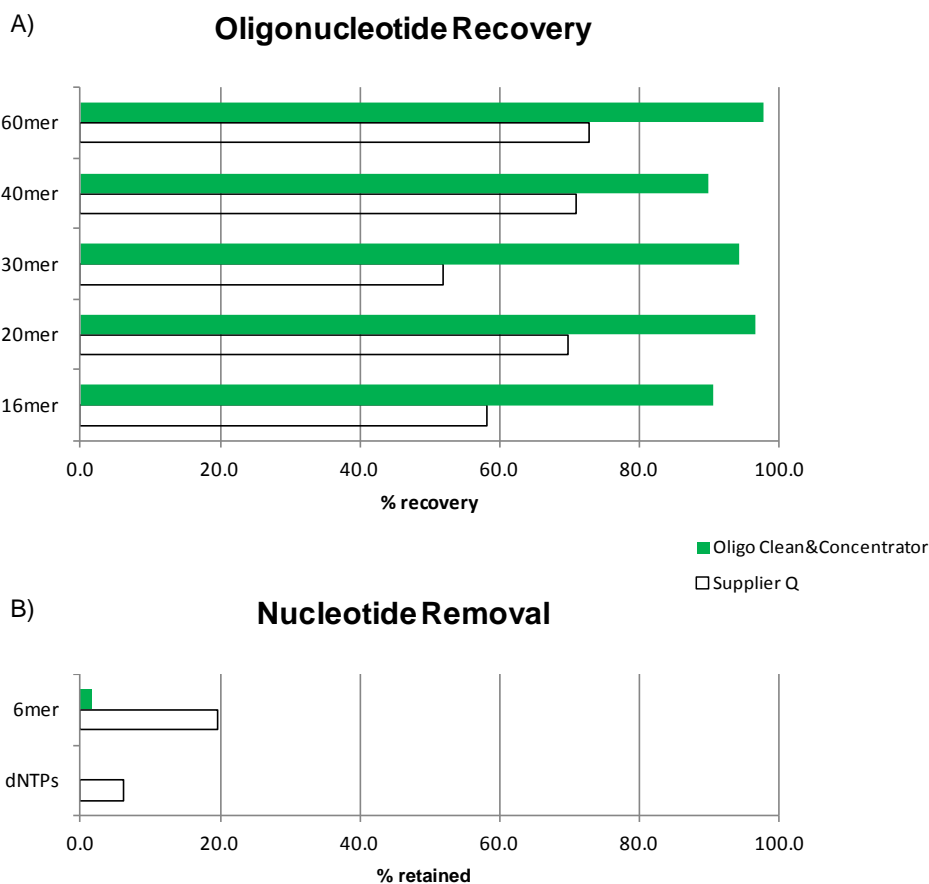 A)
Oligonucleotide Recovery
60mer
40mer
30mer
20mer
16mer
0.0 20.0 40.0 60.0 80.0 100.0
% recovery
Oligo Clean&Concentrator
Supplier Q
B)
Nucleotide Removal
6mer
dNTPs
0.0 20.0 40.0 60.0 80.0 100.0
% retained